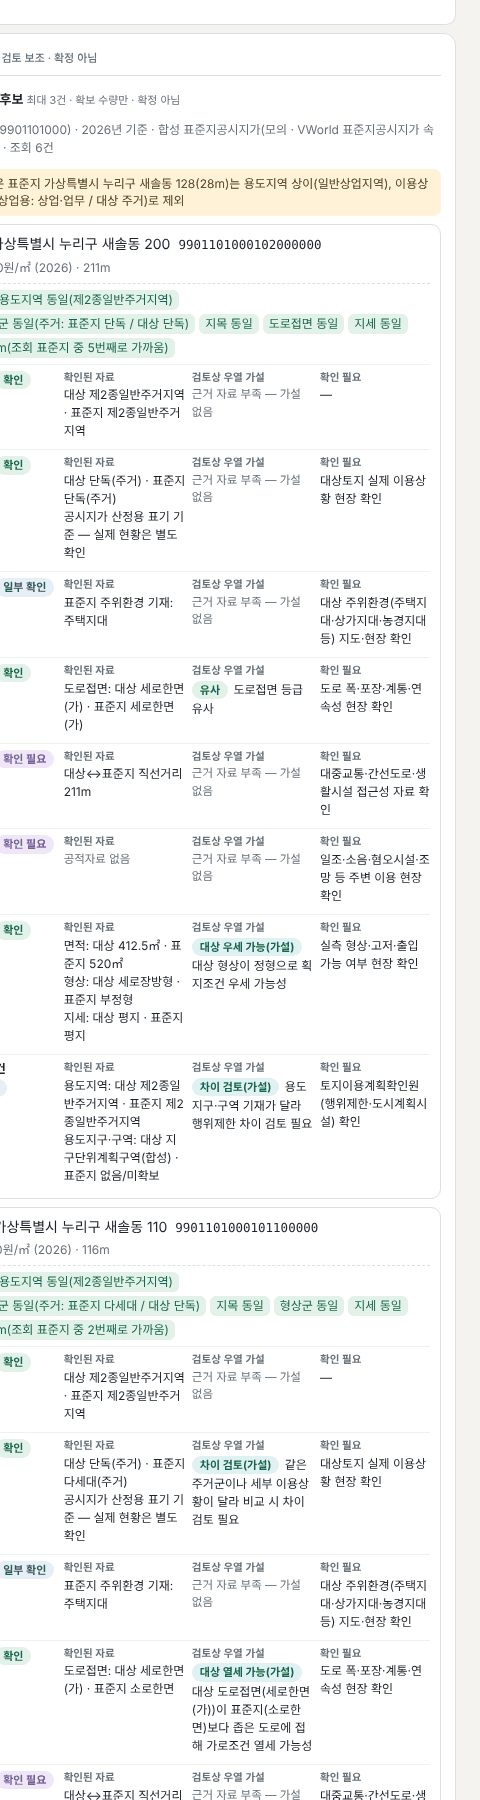 검토 보조 · 확정 아님
후보 최대 3건 · 확보 수량만 · 확정 아님
9901101000) · 2026년 기준 · 합성 표준지공시지가(모의 · VWorld 표준지공시지가 속
· 조회 6건
표준지 가상특별시 누리구 새솔동 128(28m)는 용도지역 상이(일반상업지역), 이용상
상업용: 상업·업무 / 대상 주거)로 제외
가상특별시 누리구 새솔동 200 9901101000102000000
0원/㎡ (2026) · 211m
용도지역 동일(제2종일반주거지역)
군 동일(주거: 표준지 단독 / 대상 단독) 지목 동일 도로접면 동일 지세 동일
m(조회 표준지 중 5번째로 가까움)
확인 확인된 자료 검토상 우열 가설 확인 필요
대상 제2종일반주거지역 근거 자료 부족 — 가설 —
· 표준지 제2종일반주거 없음
지역
확인 확인된 자료 검토상 우열 가설 확인 필요
대상 단독(주거) · 표준지 근거 자료 부족 — 가설 대상토지 실제 이용상
단독(주거) 없음 황 현장 확인
공시지가 산정용 표기 기
준 — 실제 현황은 별도
확인
일부 확인 확인된 자료 검토상 우열 가설 확인 필요
표준지 주위환경 기재: 근거 자료 부족 — 가설 대상 주위환경(주택지
주택지대 없음 대·상가지대·농경지대
등) 지도·현장 확인
확인 확인된 자료 검토상 우열 가설 확인 필요
도로접면: 대상 세로한면 유사 도로접면 등급 도로 폭·포장·계통·연
(가) · 표준지 세로한면 유사 속성 현장 확인
(가)
확인 필요 확인된 자료 검토상 우열 가설 확인 필요
대상↔표준지 직선거리 근거 자료 부족 — 가설 대중교통·간선도로·생
211m 없음 활시설 접근성 자료 확
인
확인 필요 확인된 자료 검토상 우열 가설 확인 필요
공적자료 없음 근거 자료 부족 — 가설 일조·소음·혐오시설·조
없음 망 등 주변 이용 현장
확인
확인 확인된 자료 검토상 우열 가설 확인 필요
면적: 대상 412.5㎡ · 표 대상 우세 가능(가설) 실측 형상·고저·출입
준지 520㎡ 대상 형상이 정형으로 획 가능 여부 현장 확인
형상: 대상 세로장방형 · 지조건 우세 가능성
표준지 부정형
지세: 대상 평지 · 표준지
평지
건 확인된 자료 검토상 우열 가설 확인 필요
용도지역: 대상 제2종일 차이 검토(가설) 용도 토지이용계획확인원
반주거지역 · 표준지 제2 지구·구역 기재가 달라 (행위제한·도시계획시
종일반주거지역 행위제한 차이 검토 필요 설) 확인
용도지구·구역: 대상 지
구단위계획구역(합성) ·
표준지 없음/미확보
가상특별시 누리구 새솔동 110 9901101000101100000
0원/㎡ (2026) · 116m
용도지역 동일(제2종일반주거지역)
군 동일(주거: 표준지 다세대 / 대상 단독) 지목 동일 형상군 동일 지세 동일
m(조회 표준지 중 2번째로 가까움)
확인 확인된 자료 검토상 우열 가설 확인 필요
대상 제2종일반주거지역 근거 자료 부족 — 가설 —
· 표준지 제2종일반주거 없음
지역
확인 확인된 자료 검토상 우열 가설 확인 필요
대상 단독(주거) · 표준지 차이 검토(가설) 같은 대상토지 실제 이용상
다세대(주거) 주거군이나 세부 이용상 황 현장 확인
공시지가 산정용 표기 기 황이 달라 비교 시 차이
준 — 실제 현황은 별도 검토 필요
확인
일부 확인 확인된 자료 검토상 우열 가설 확인 필요
표준지 주위환경 기재: 근거 자료 부족 — 가설 대상 주위환경(주택지
주택지대 없음 대·상가지대·농경지대
등) 지도·현장 확인
확인 확인된 자료 검토상 우열 가설 확인 필요
도로접면: 대상 세로한면 대상 열세 가능(가설) 도로 폭·포장·계통·연
(가) · 표준지 소로한면 대상 도로접면(세로한면 속성 현장 확인
(가))이 표준지(소로한
면)보다 좁은 도로에 접
해 가로조건 열세 가능성
확인 필요 확인된 자료 검토상 우열 가설 확인 필요
대상↔표준지 직선거리 근거 자료 부족 — 가설 대중교통·간선도로·생